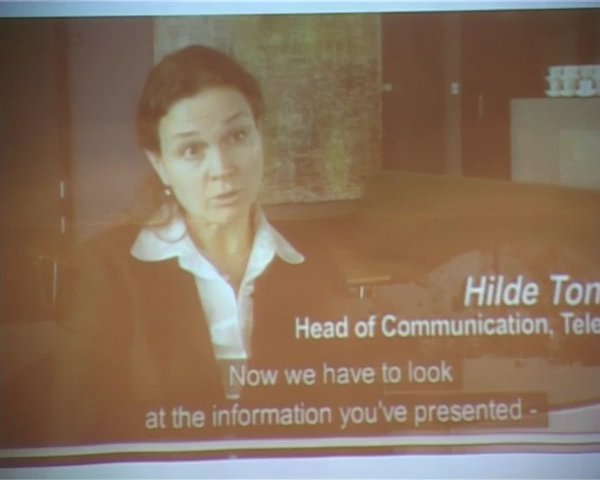 Hilde Ton
Head of Communication, Tele
Now we have to look
at the information you've presented -